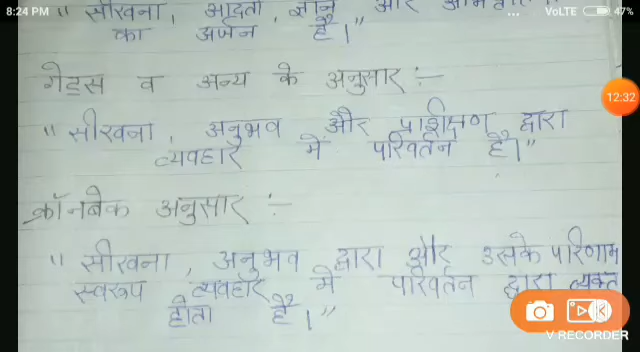 8:24 PM ... VoLTE 47%
" सीखना, आदतो, ज्ञान और
का अर्जन है।"
12:32
गेट्स व अन्य के अनुसार :—
" सीखना, अनुभव और प्रशिक्षण द्वारा
व्यवहार में परिवर्तन है।"
क्रॉनबेक अनुसार :—
" सीखना, अनुभव द्वारा और उसके परिणाम
स्वरूप व्यवहार में परिवर्तन द्वारा व्यक्त
होता है।"
V RECORDER